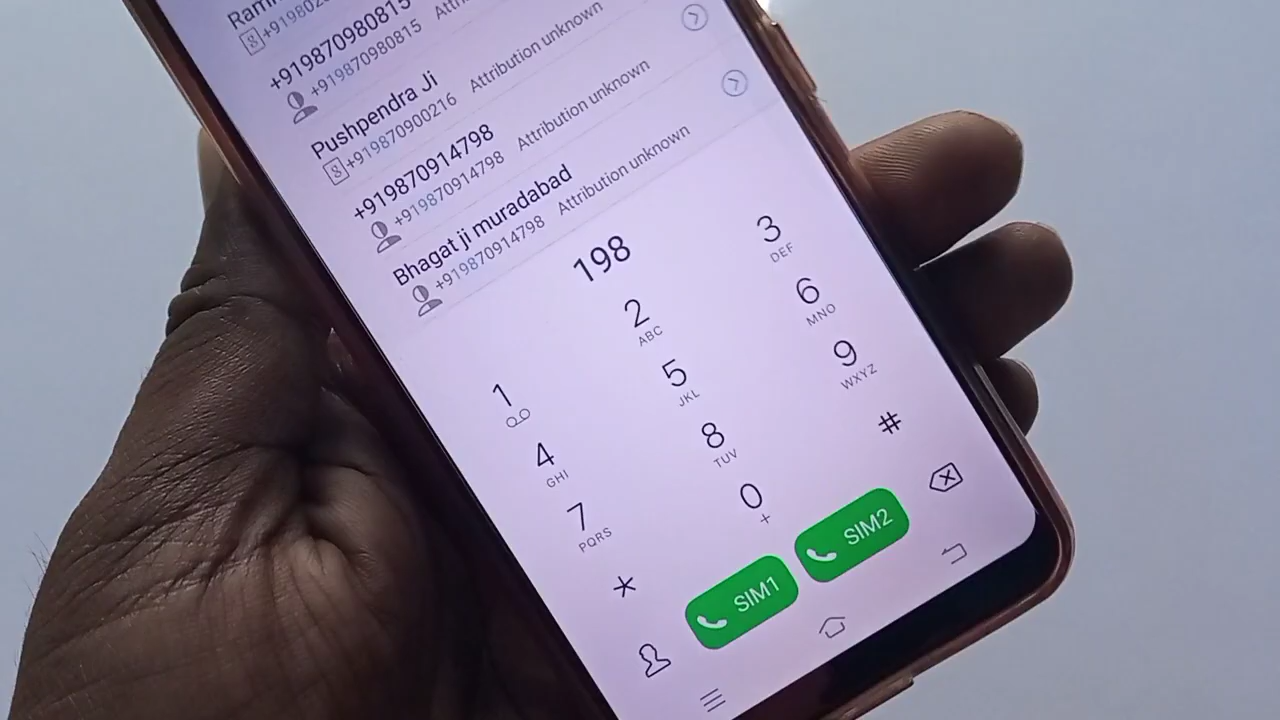 +91980
+919870980815
+919870980815
Pushpendra Ji
+919870900216 Attribution unknown
+919870914798
+919870914798 Attribution unknown
Bhagat ji muradabad
+919870914798 Attribution unknown
198
1
2 ABC
3 DEF
4 GHI
5 JKL
6 MNO
7 PQRS
8 TUV
9 WXYZ
*
0 +
#
SIM1
SIM2